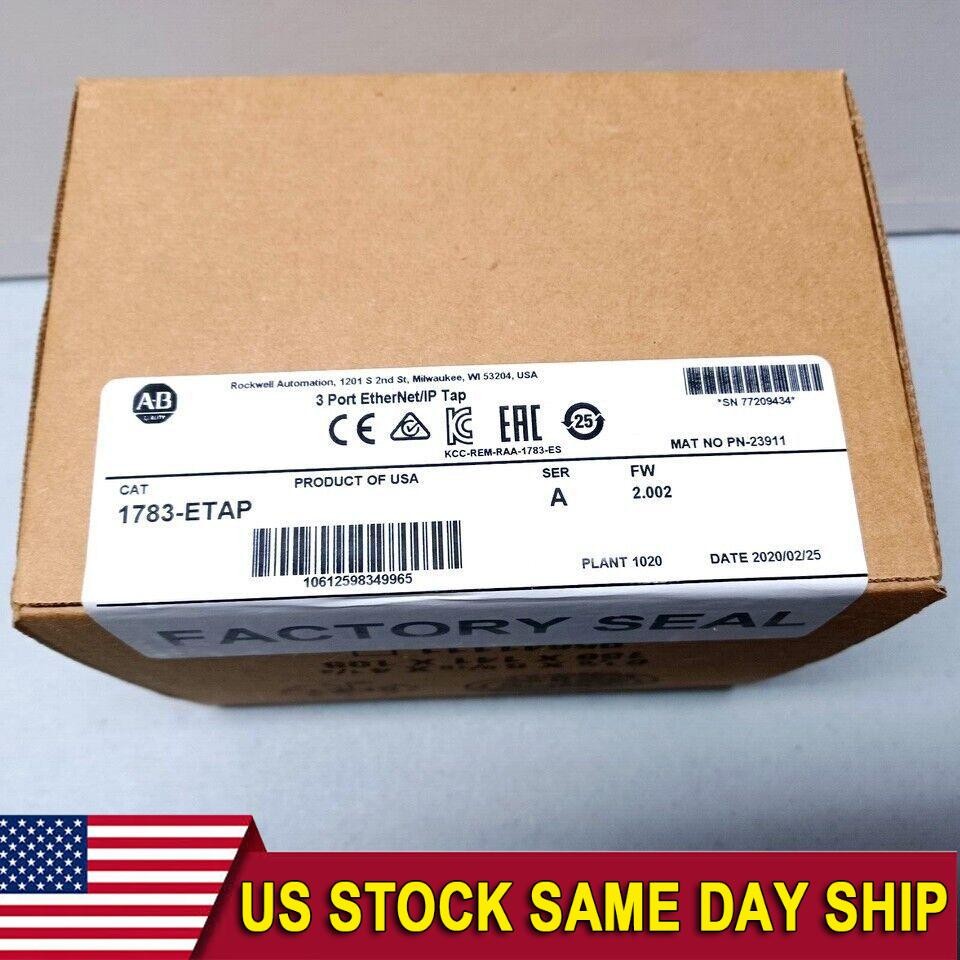 Rockwell Automation, 1201 S 2nd St, Milwaukee, WI 53204, USA
3 Port EtherNet/IP Tap
AB
QUALITY
CE
EAC
25
KCC-REM-RAA-1783-ES
*SN 77209434*
MAT NO PN-23911
CAT
1783-ETAP
PRODUCT OF USA
SER
A
FW
2.002
10612598349965
PLANT 1020
DATE 2020/02/25
FACTORY SEAL
US STOCK SAME DAY SHIP